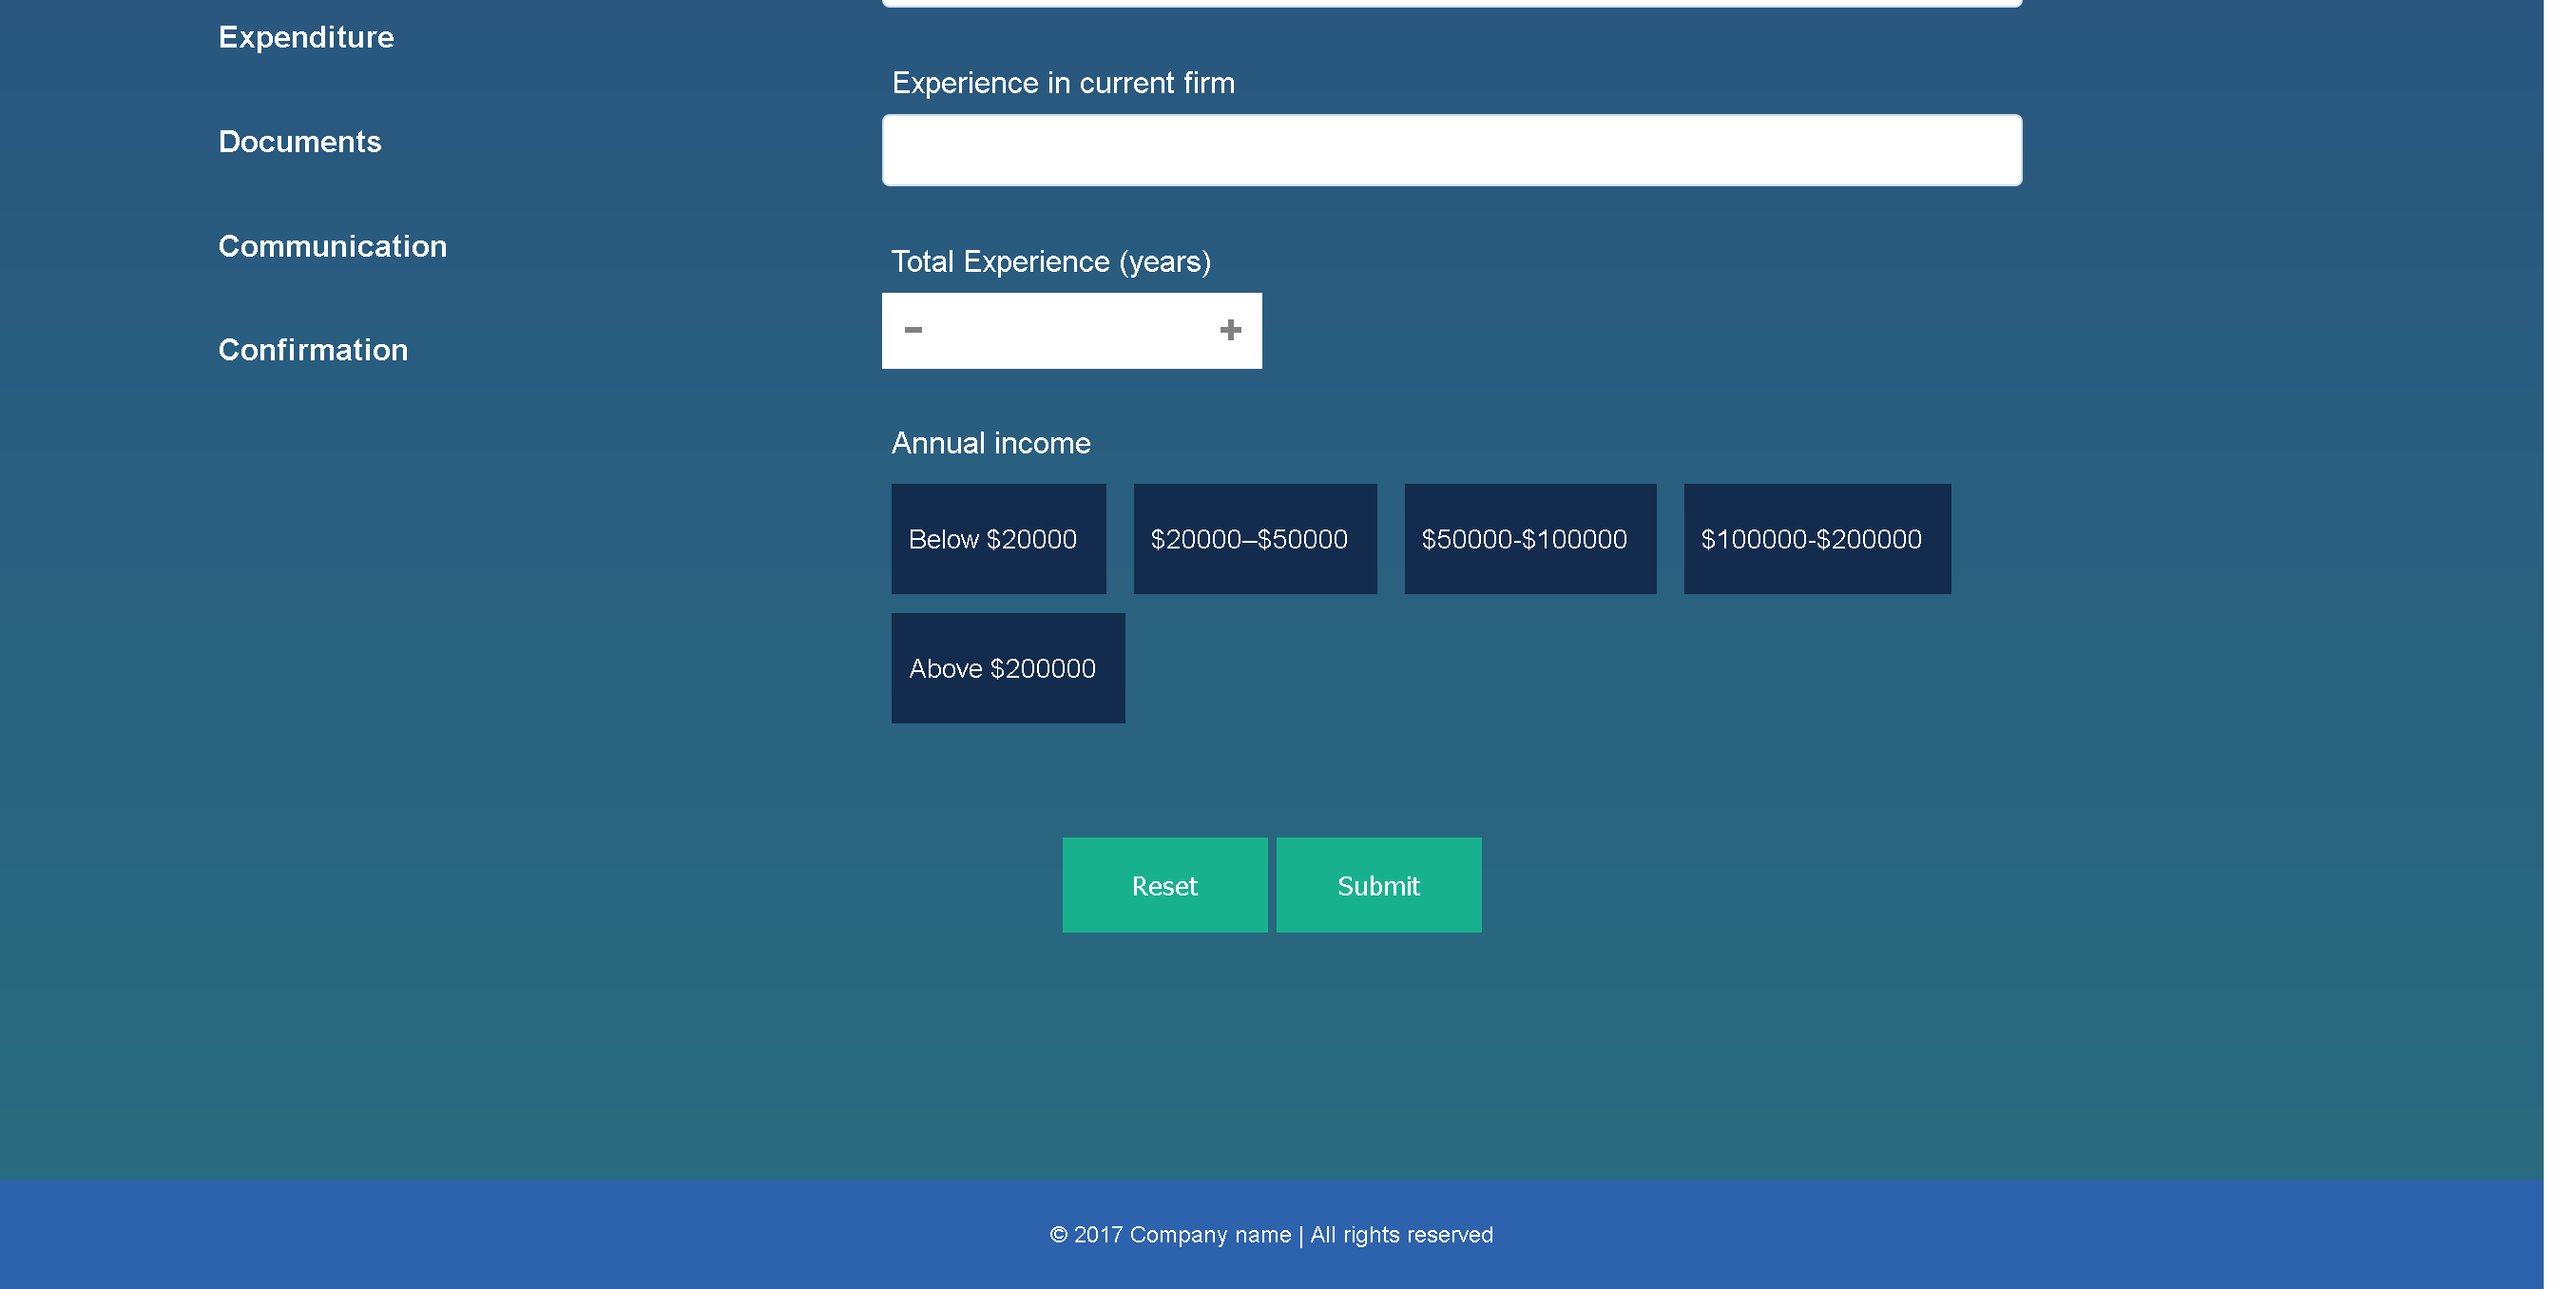 Expenditure
Documents
Communication
Confirmation
Experience in current firm
Total Experience (years)
- +
Annual income
Below $20000
$20000–$50000
$50000-$100000
$100000-$200000
Above $200000
Reset
Submit
© 2017 Company name | All rights reserved